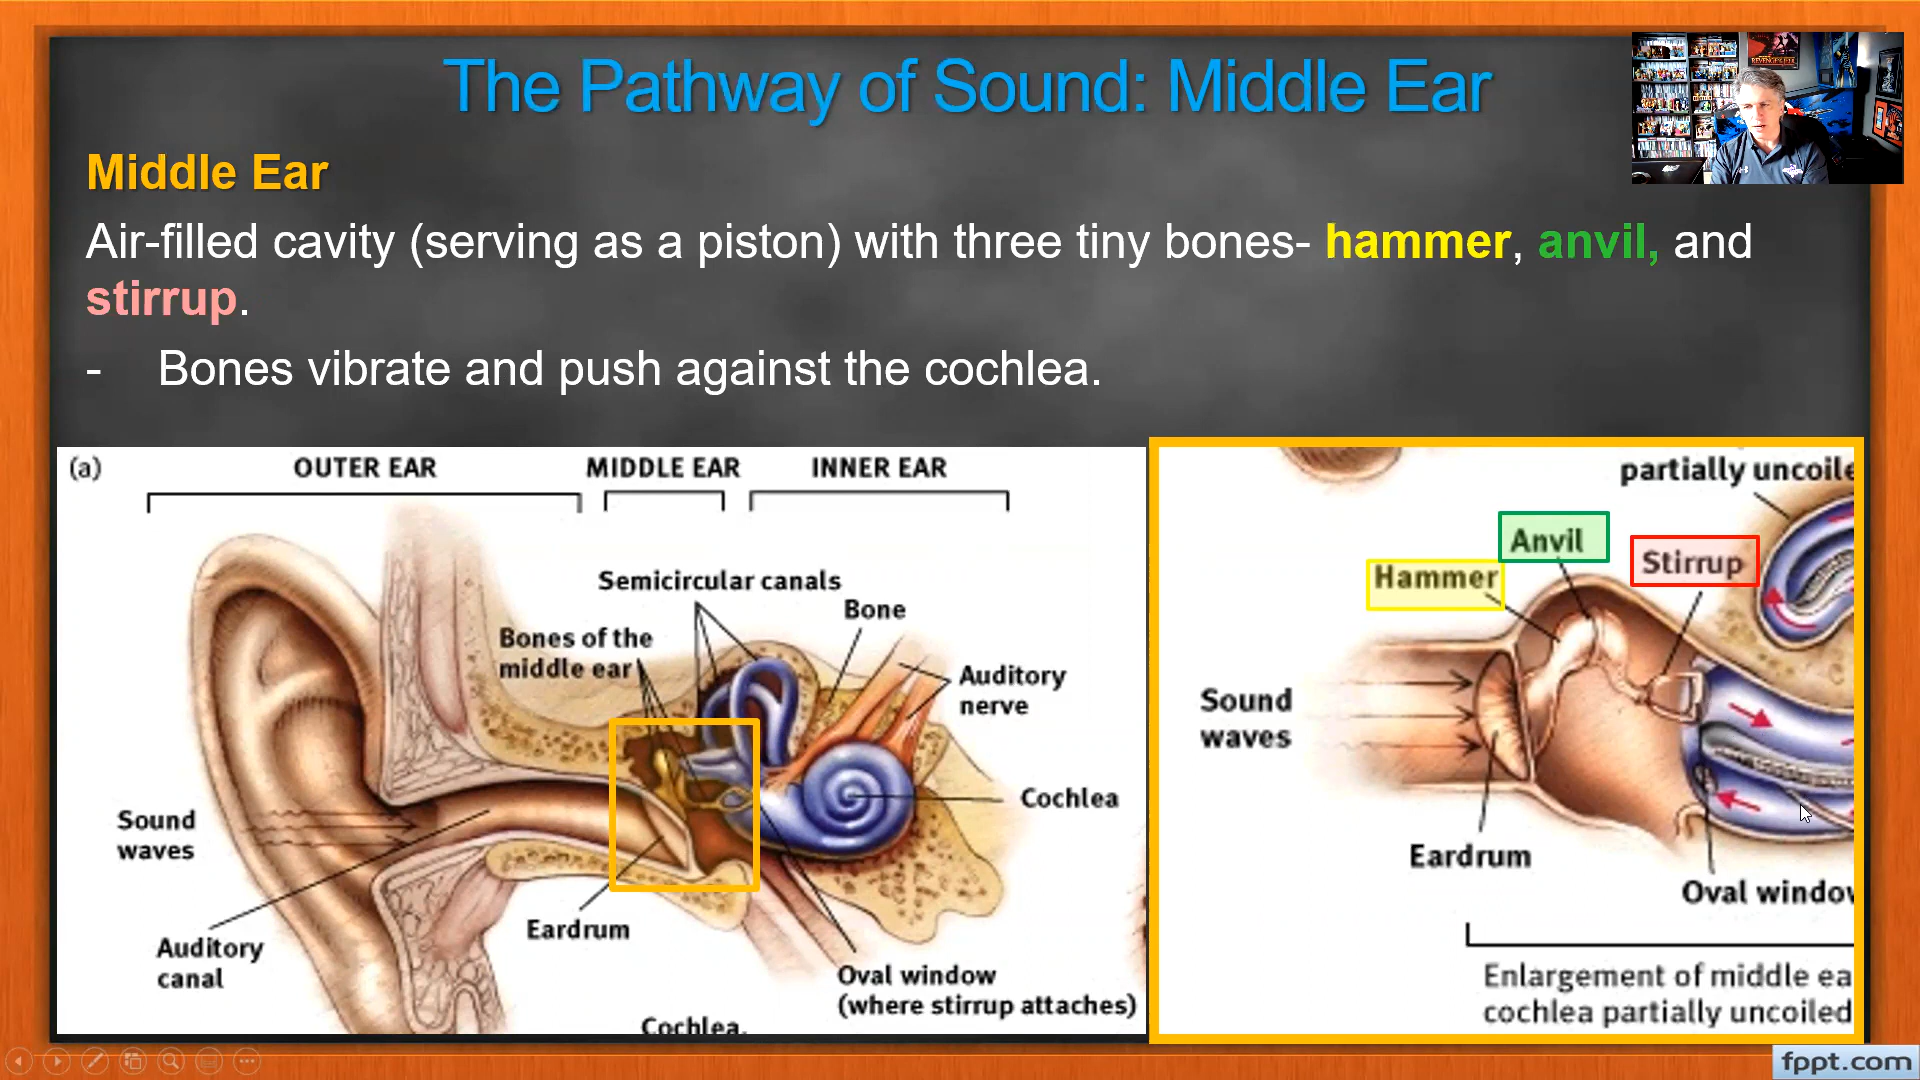 The Pathway of Sound: Middle Ear
Middle Ear
Air-filled cavity (serving as a piston) with three tiny bones- hammer, anvil, and
stirrup.
- Bones vibrate and push against the cochlea.
(a)
OUTER EAR
MIDDLE EAR
INNER EAR
Semicircular canals
Bone
Bones of the
middle ear
Auditory
nerve
Cochlea
Sound
waves
Auditory
canal
Eardrum
Oval window
(where stirrup attaches)
Cochlea,
partially uncoile
Anvil
Hammer
Stirrup
Sound
waves
Eardrum
Oval window
Enlargement of middle ea
cochlea partially uncoiled
fppt.com